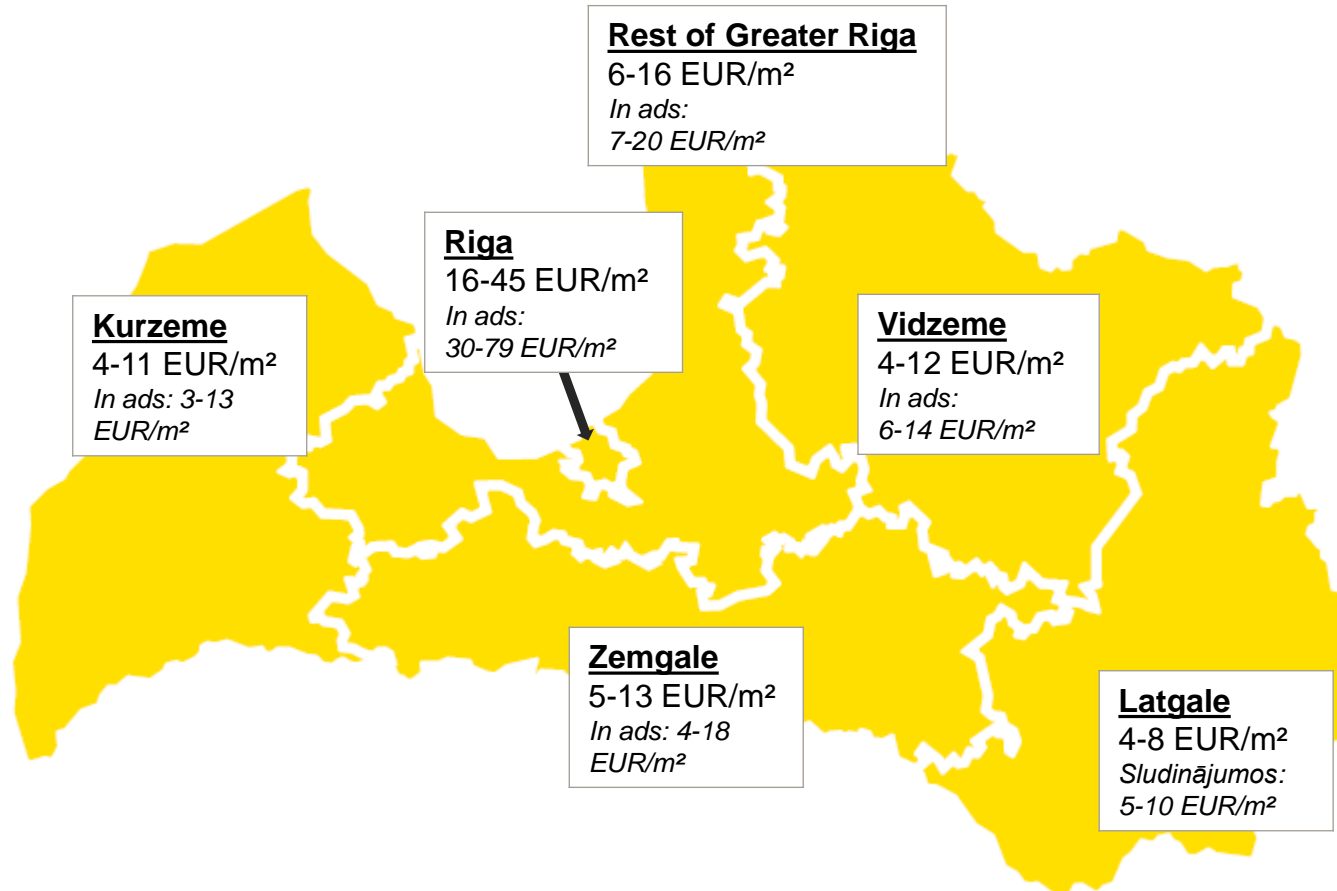 Rest of Greater Riga
6-16 EUR/m²
In ads:
7-20 EUR/m²
Riga
16-45 EUR/m²
In ads:
30-79 EUR/m²
Kurzeme
4-11 EUR/m²
In ads: 3-13
EUR/m²
Vidzeme
4-12 EUR/m²
In ads:
6-14 EUR/m²
Zemgale
5-13 EUR/m²
In ads: 4-18
EUR/m²
Latgale
4-8 EUR/m²
Sludinājumos:
5-10 EUR/m²